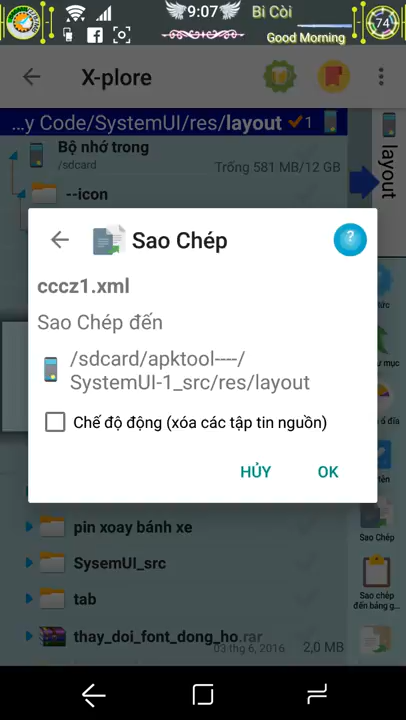 9:07
Bi Còi
Good Morning
74
X-plore
...y Code/SystemUI/res/layout 1
layout
Bộ nhớ trong
/sdcard
Trống 581 MB/12 GB
--icon
Sao Chép
?
cccz1.xml
Sao Chép đến
/sdcard/apktool----/
SystemUI-1_src/res/layout
Chế độ động (xóa các tập tin nguồn)
HỦY
OK
pin xoay bánh xe
SysemUI_src
tab
thay_doi_font_dong_ho.rar
03 thg 6, 2016
2,0 MB
Sao Chép
Sao chép
đến bảng g...